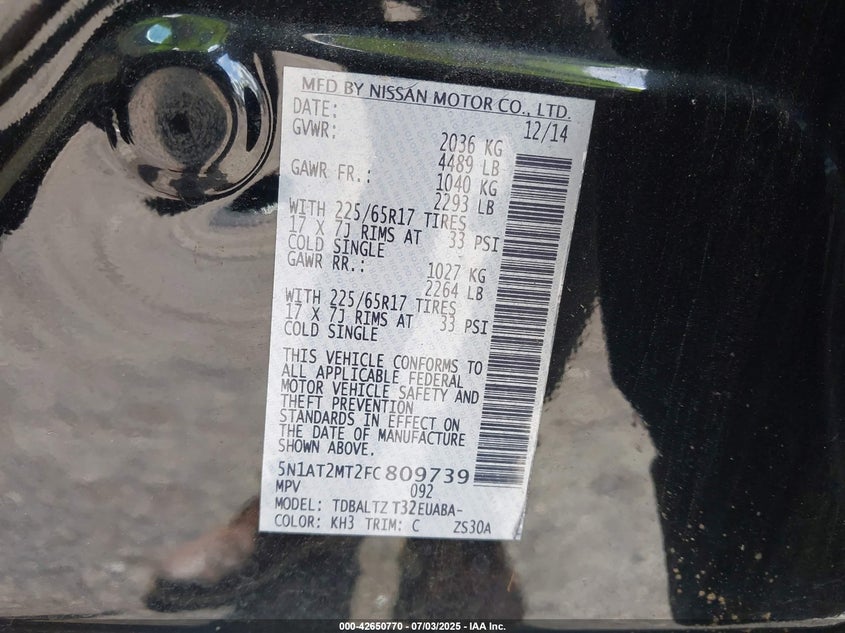 MFD BY NISSAN MOTOR CO., LTD.
DATE: 12/14
GVWR: 2036 KG
4489 LB
GAWR FR.: 1040 KG
2293 LB
WITH 225/65R17 TIRES
17 X 7J RIMS AT 33 PSI
COLD SINGLE
GAWR RR.: 1027 KG
2264 LB
WITH 225/65R17 TIRES
17 X 7J RIMS AT 33 PSI
COLD SINGLE
THIS VEHICLE CONFORMS TO
ALL APPLICABLE FEDERAL
MOTOR VEHICLE SAFETY AND
THEFT PREVENTION
STANDARDS IN EFFECT ON
THE DATE OF MANUFACTURE
SHOWN ABOVE.
5N1AT2MT2FC809739
MPV 092
MODEL: TDBALTZ T32EUABA-
COLOR: KH3 TRIM: C ZS30A
000-42650770 - 07/03/2025 - IAA Inc.